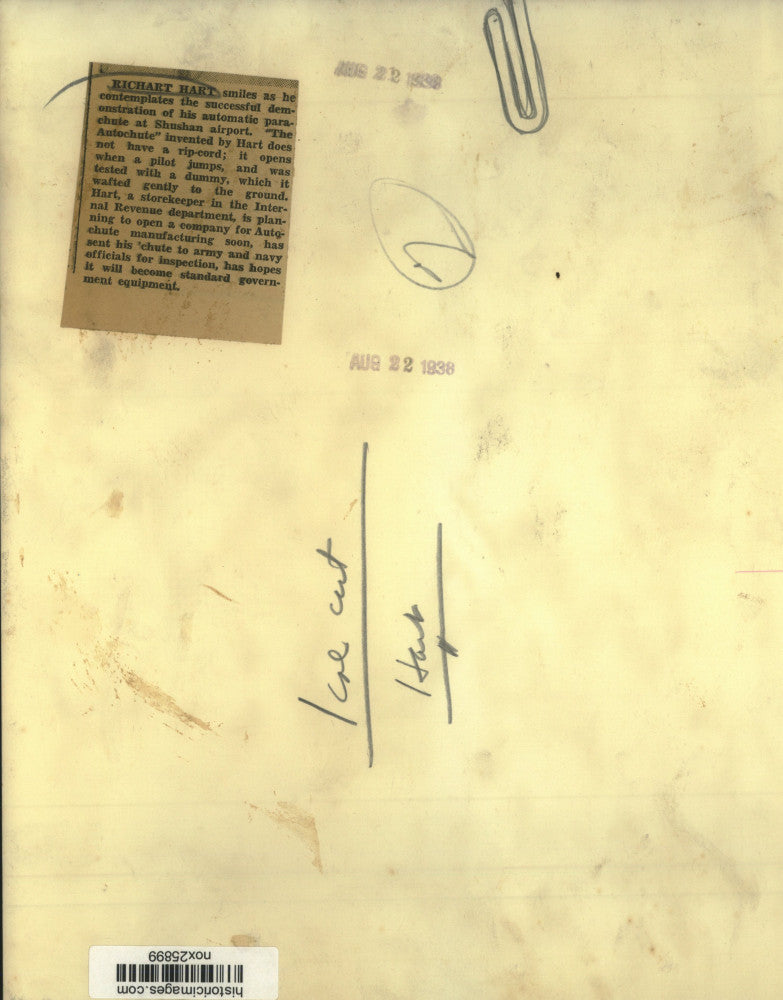 RICHART HART smiles as he
contemplates the successful dem-
onstration of his automatic para-
chute at Shushan airport. "The
Autochute" invented by Hart does
not have a rip-cord; it opens
when a pilot jumps, and was
tested with a dummy, which it
wafted gently to the ground.
Hart, a storekeeper in the Inter-
nal Revenue department, is plan-
ning to open a company for Auto-
chute manufacturing soon, has
sent his 'chute to army and navy
officials for inspection, has hopes
it will become standard govern-
ment equipment.
AUG 22 1938
AUG 22 1938
1 col cut
Hart
historicimages.com
nox25899